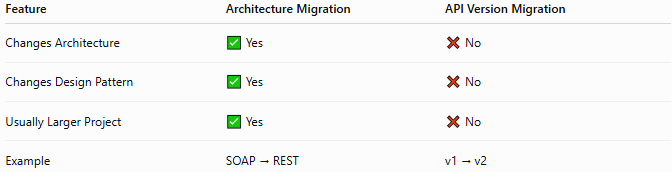 Feature Architecture Migration API Version Migration
Changes Architecture ✅ Yes ❌ No
Changes Design Pattern ✅ Yes ❌ No
Usually Larger Project ✅ Yes ❌ No
Example SOAP → REST v1 → v2